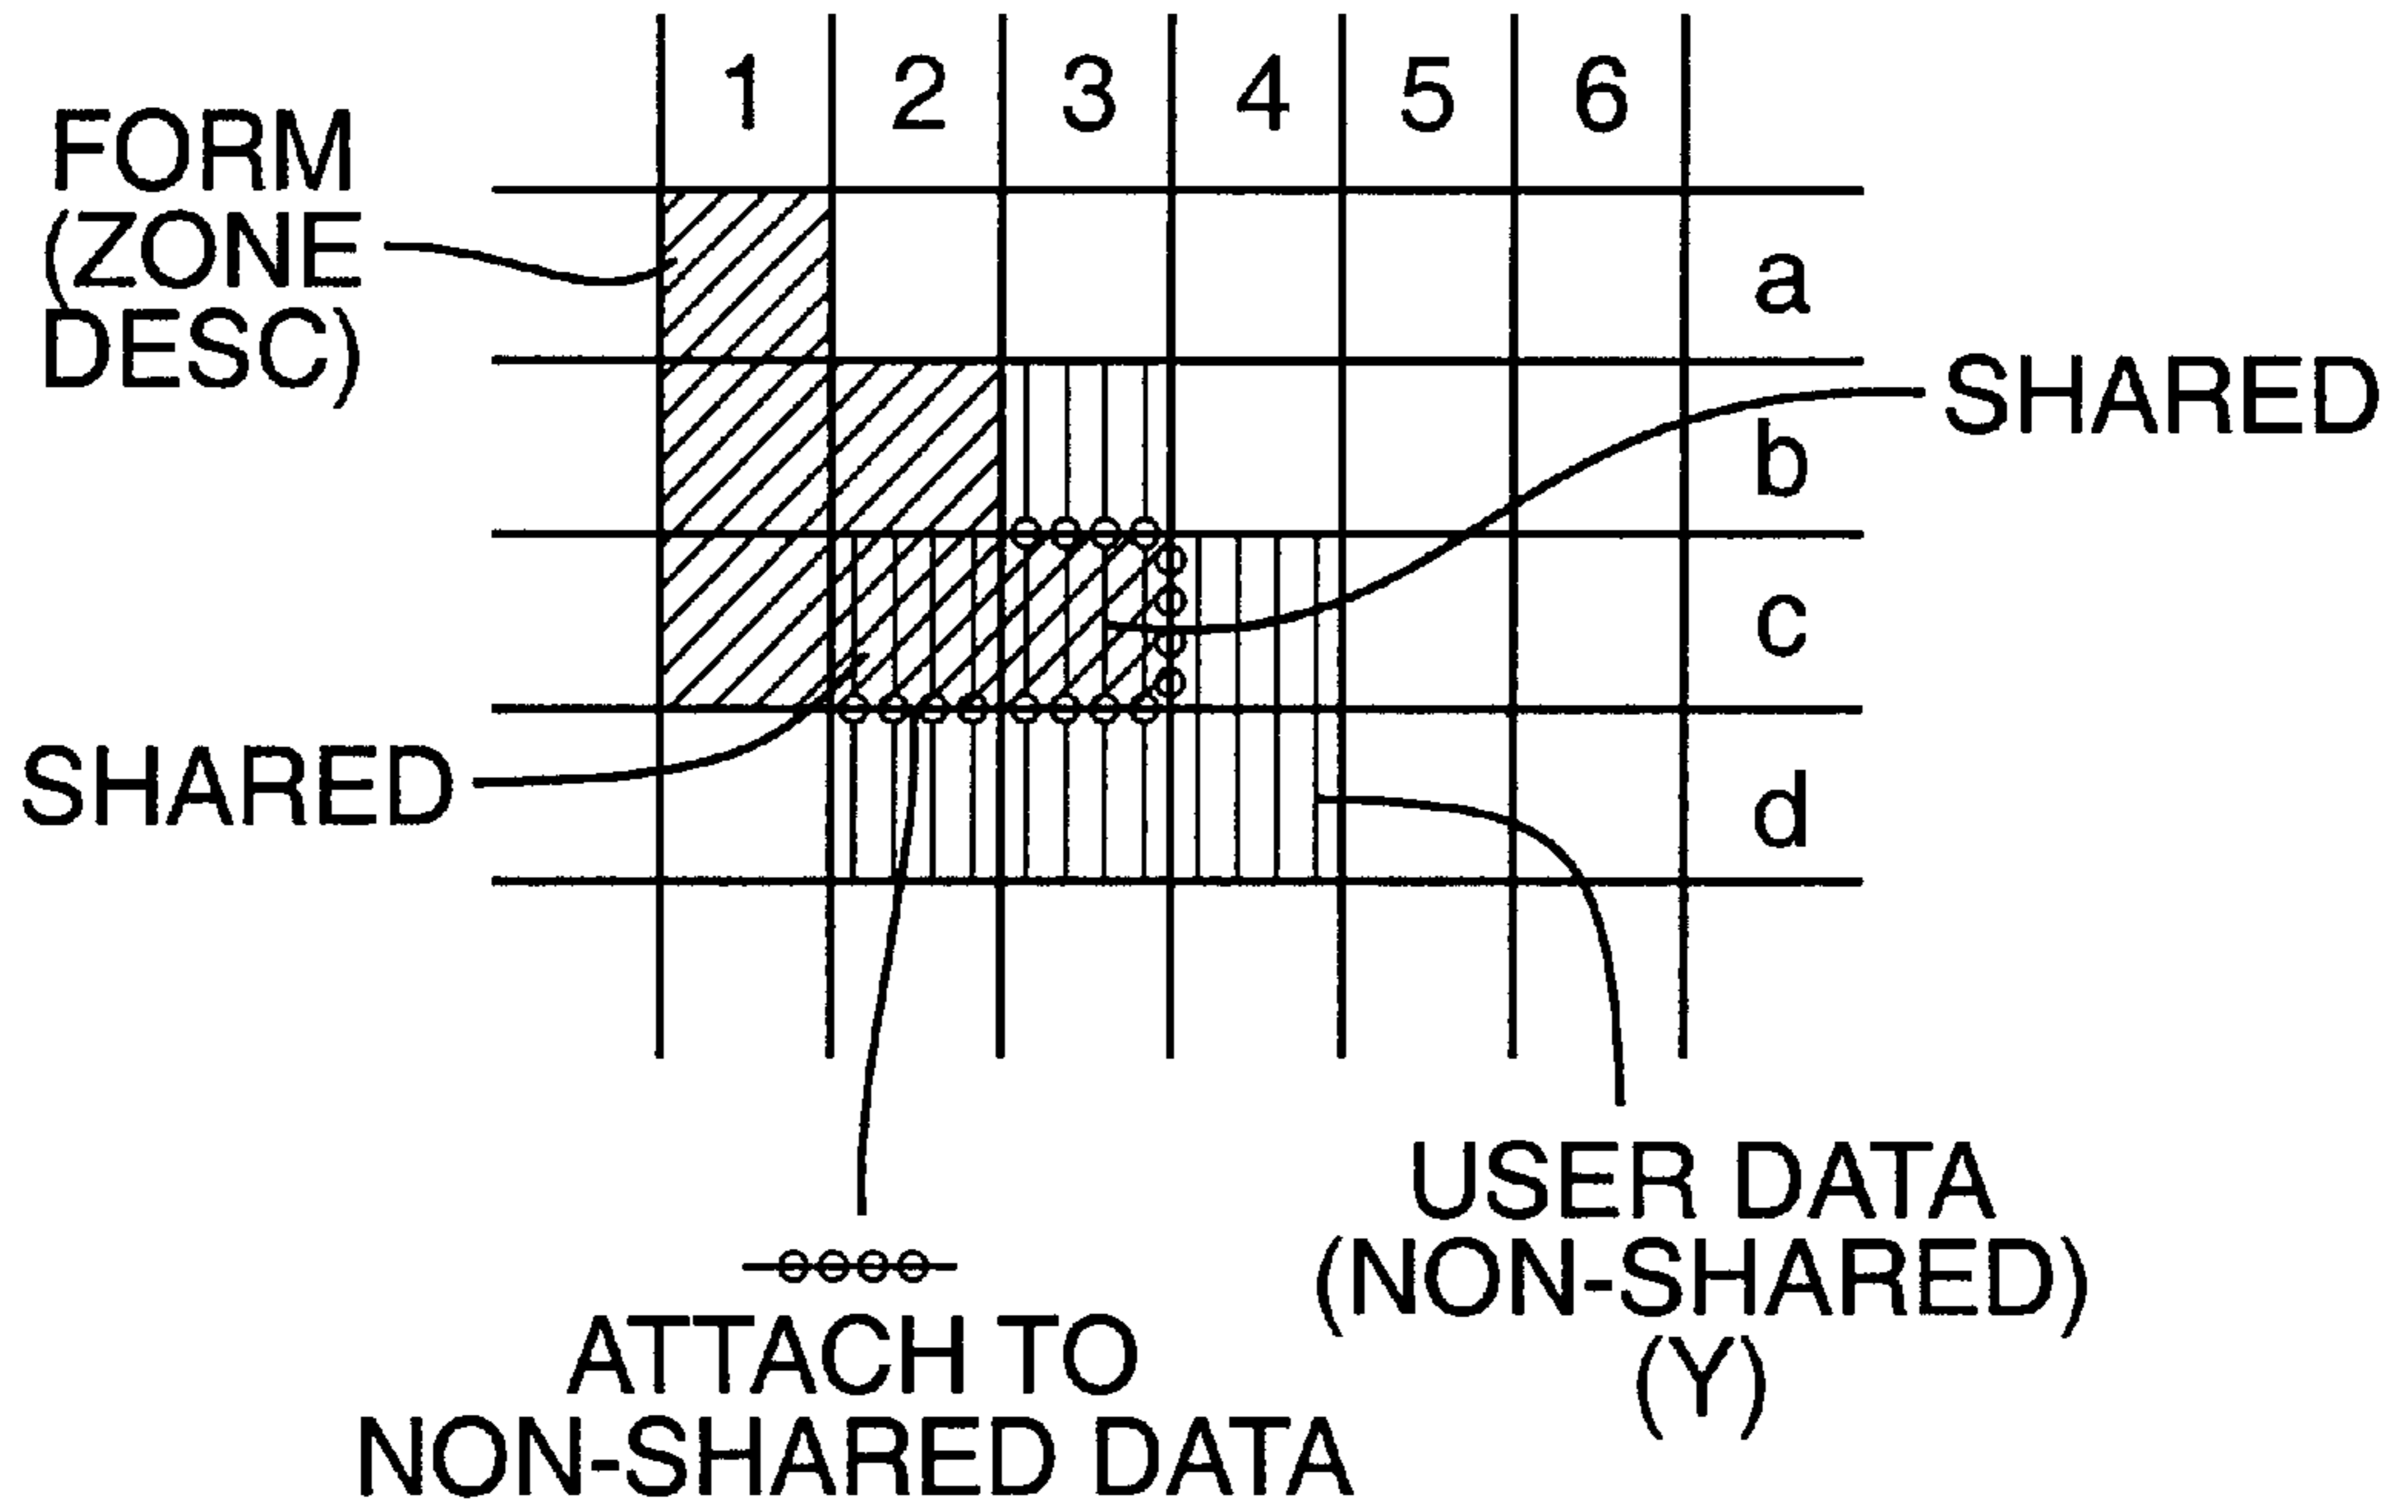 1 2 3 4 5 6
FORM
(ZONE
DESC)
a
SHARED
b
c
SHARED
d
USER DATA
(NON-SHARED)
(Y)
ATTACH TO
NON-SHARED DATA